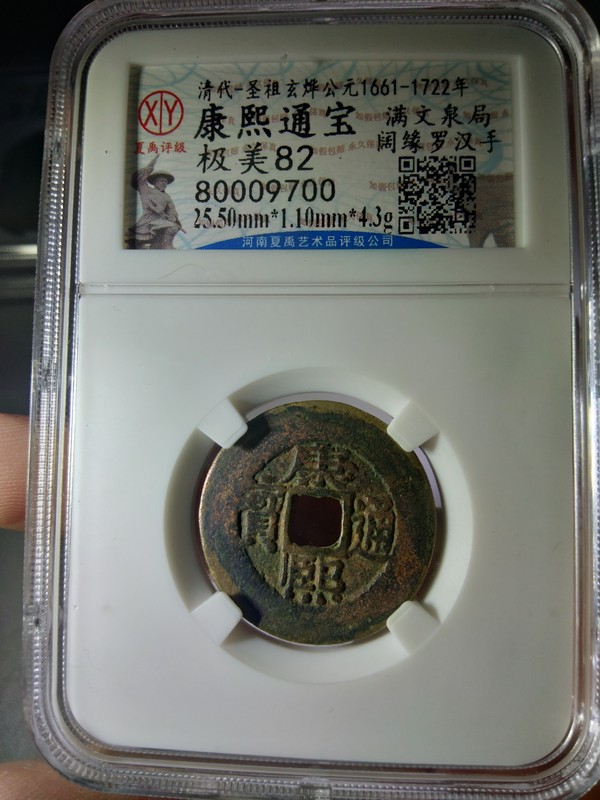 清代-圣祖玄烨公元1661-1722年
XY
夏禹评级
康熙通宝
满文泉局
阔缘罗汉手
极美82
80009700
25.50mm*1.10mm*4.3g
河南夏禹艺术品评级公司
康
寳 通
熙